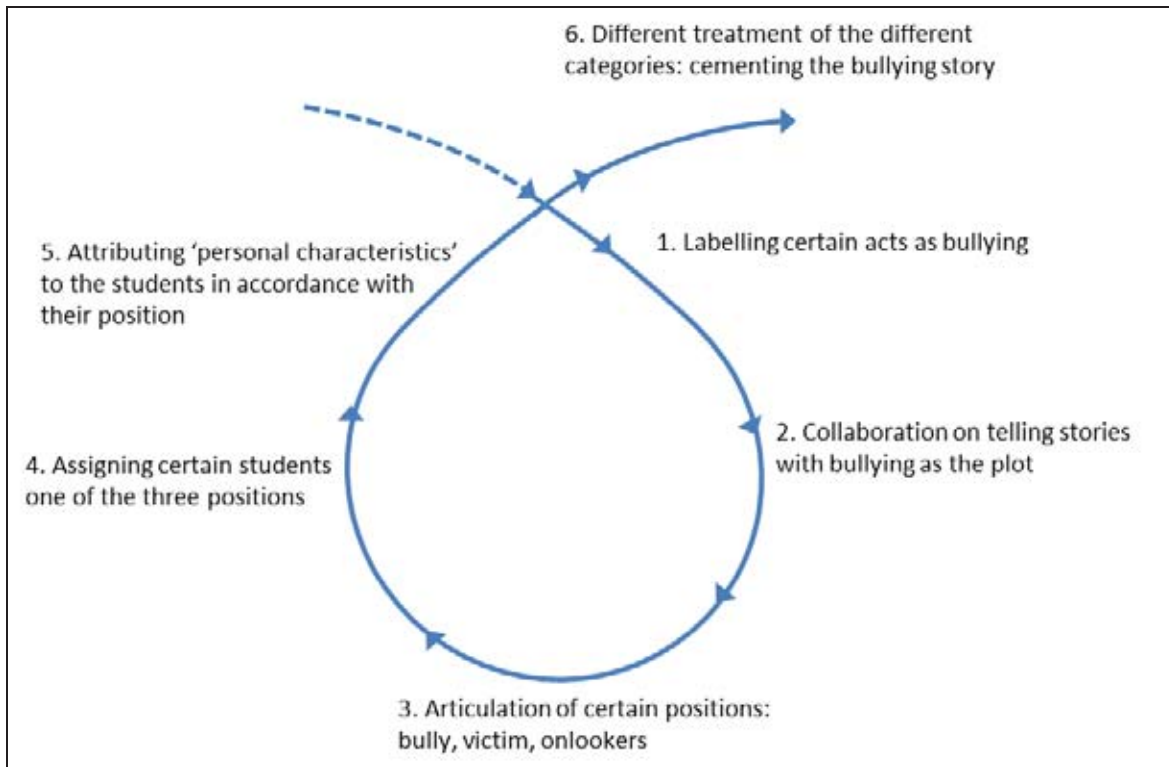 6. Different treatment of the different
categories: cementing the bullying story
1. Labelling certain acts as bullying
5. Attributing ‘personal characteristics’
to the students in accordance with
their position
2. Collaboration on telling stories
with bullying as the plot
4. Assigning certain students
one of the three positions
3. Articulation of certain positions:
bully, victim, onlookers